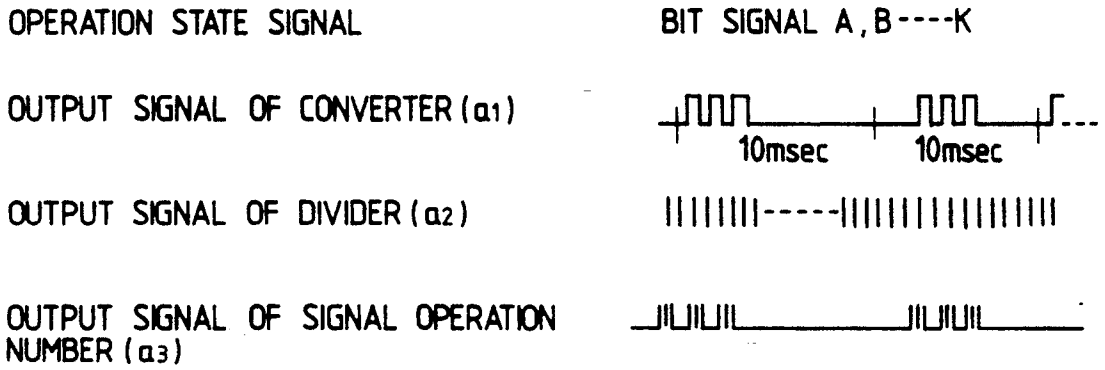 OPERATION STATE SIGNAL BIT SIGNAL A, B----K
OUTPUT SIGNAL OF CONVERTER (a1)
10msec 10msec
OUTPUT SIGNAL OF DIVIDER (a2)
OUTPUT SIGNAL OF SIGNAL OPERATION
NUMBER (a3)